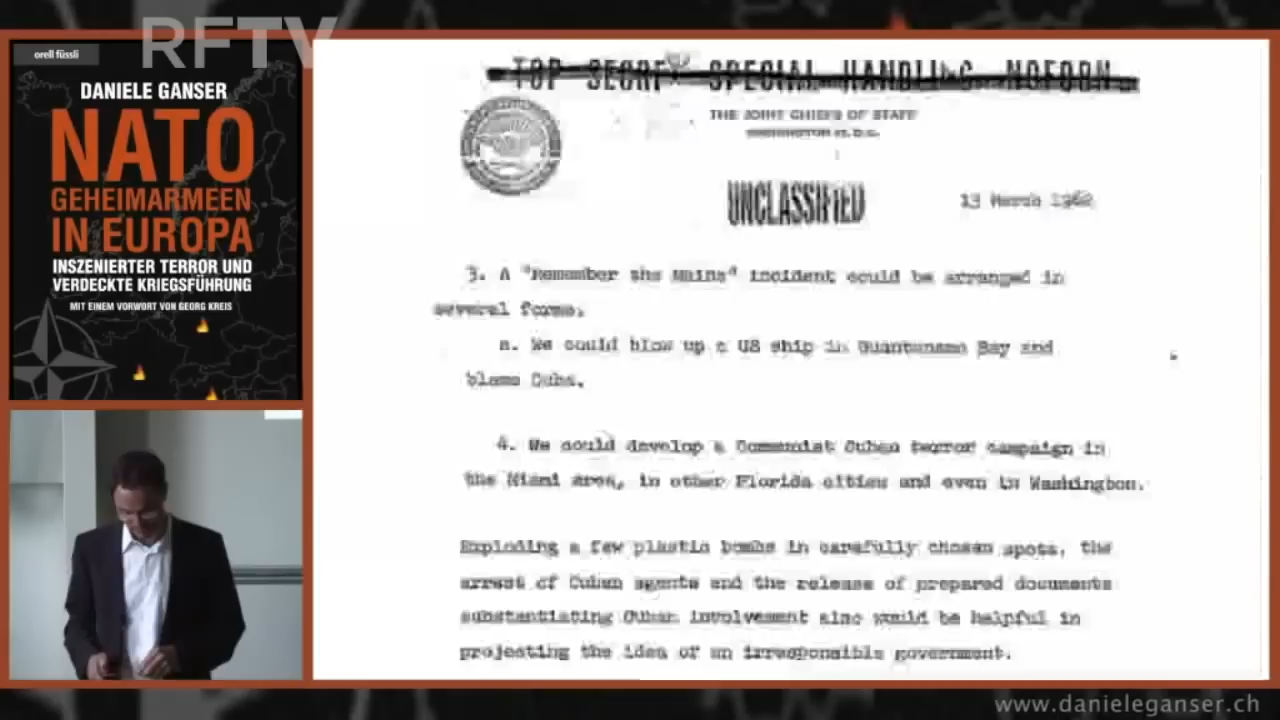 RFTV
orell füssli
DANIELE GANSER
NATO
GEHEIMARMEEN
IN EUROPA
INSZENIERTER TERROR UND
VERDECKTE KRIEGSFÜHRUNG
MIT EINEM VORWORT VON GEORG KREIS
TOP SECRET SPECIAL HANDLING NOFORN
THE JOINT CHIEFS OF STAFF
WASHINGTON 25, D.C.
UNCLASSIFIED
13 March 1962
3. A "Remember the Maine" incident could be arranged in
several forms.
a. We could blow up a US ship in Guantanamo Bay and
blame Cuba.
4. We could develop a Communist Cuban terror campaign in
the Miami area, in other Florida cities and even in Washington.
Exploding a few plastic bombs in carefully chosen spots, the
arrest of Cuban agents and the release of prepared documents
substantiating Cuban involvement also would be helpful in
projecting the idea of an irresponsible government.
www.danieleganser.ch